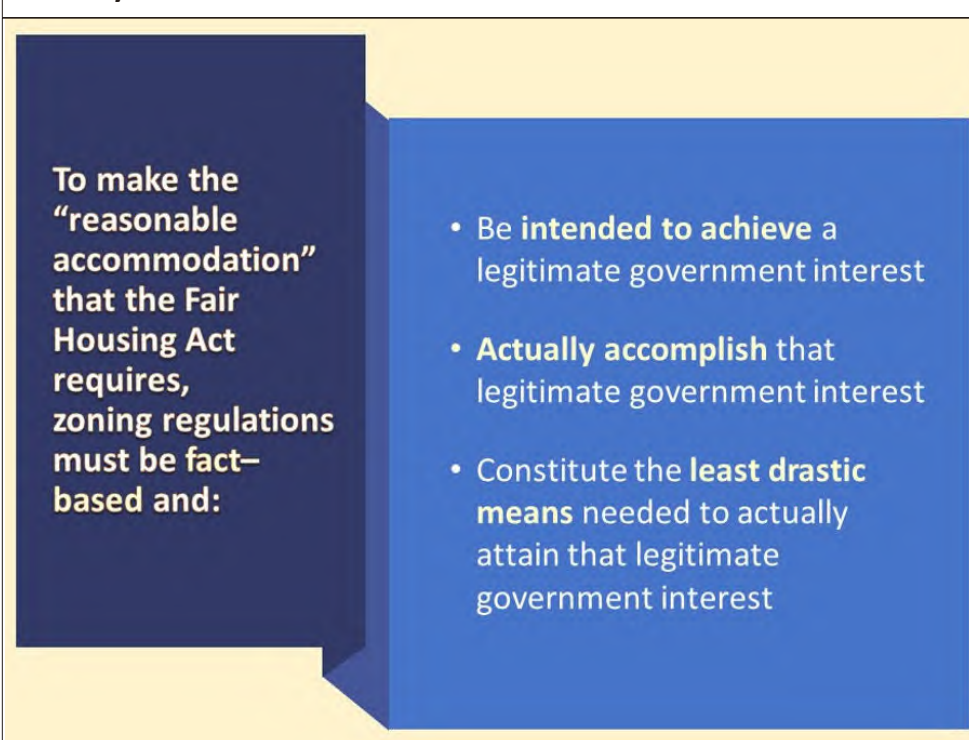 To make the
“reasonable
accommodation”
that the Fair
Housing Act
requires,
zoning regulations
must be fact–
based and:
• Be intended to achieve a
legitimate government interest
• Actually accomplish that
legitimate government interest
• Constitute the least drastic
means needed to actually
attain that legitimate
government interest